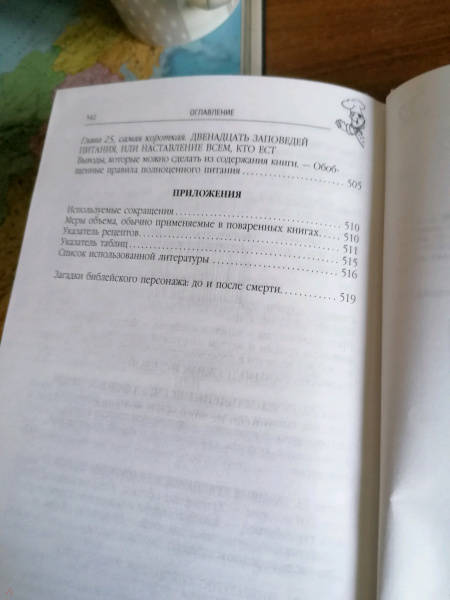 542 ОГЛАВЛЕНИЕ
Глава 25, самая короткая. ДВЕНАДЦАТЬ ЗАПОВЕДЕЙ
ПИТАНИЯ, ИЛИ НАСТАВЛЕНИЕ ВСЕМ, КТО ЕСТ
Выводы, которые можно сделать из содержания книги. — Обоб-
щенные правила полноценного питания 505
ПРИЛОЖЕНИЯ
Используемые сокращения 510
Меры объема, обычно применяемые в поваренных книгах. 510
Указатель рецептов. 511
Указатель таблиц 515
Список использованной литературы 516
Загадки библейского персонажа: до и после смерти. 519